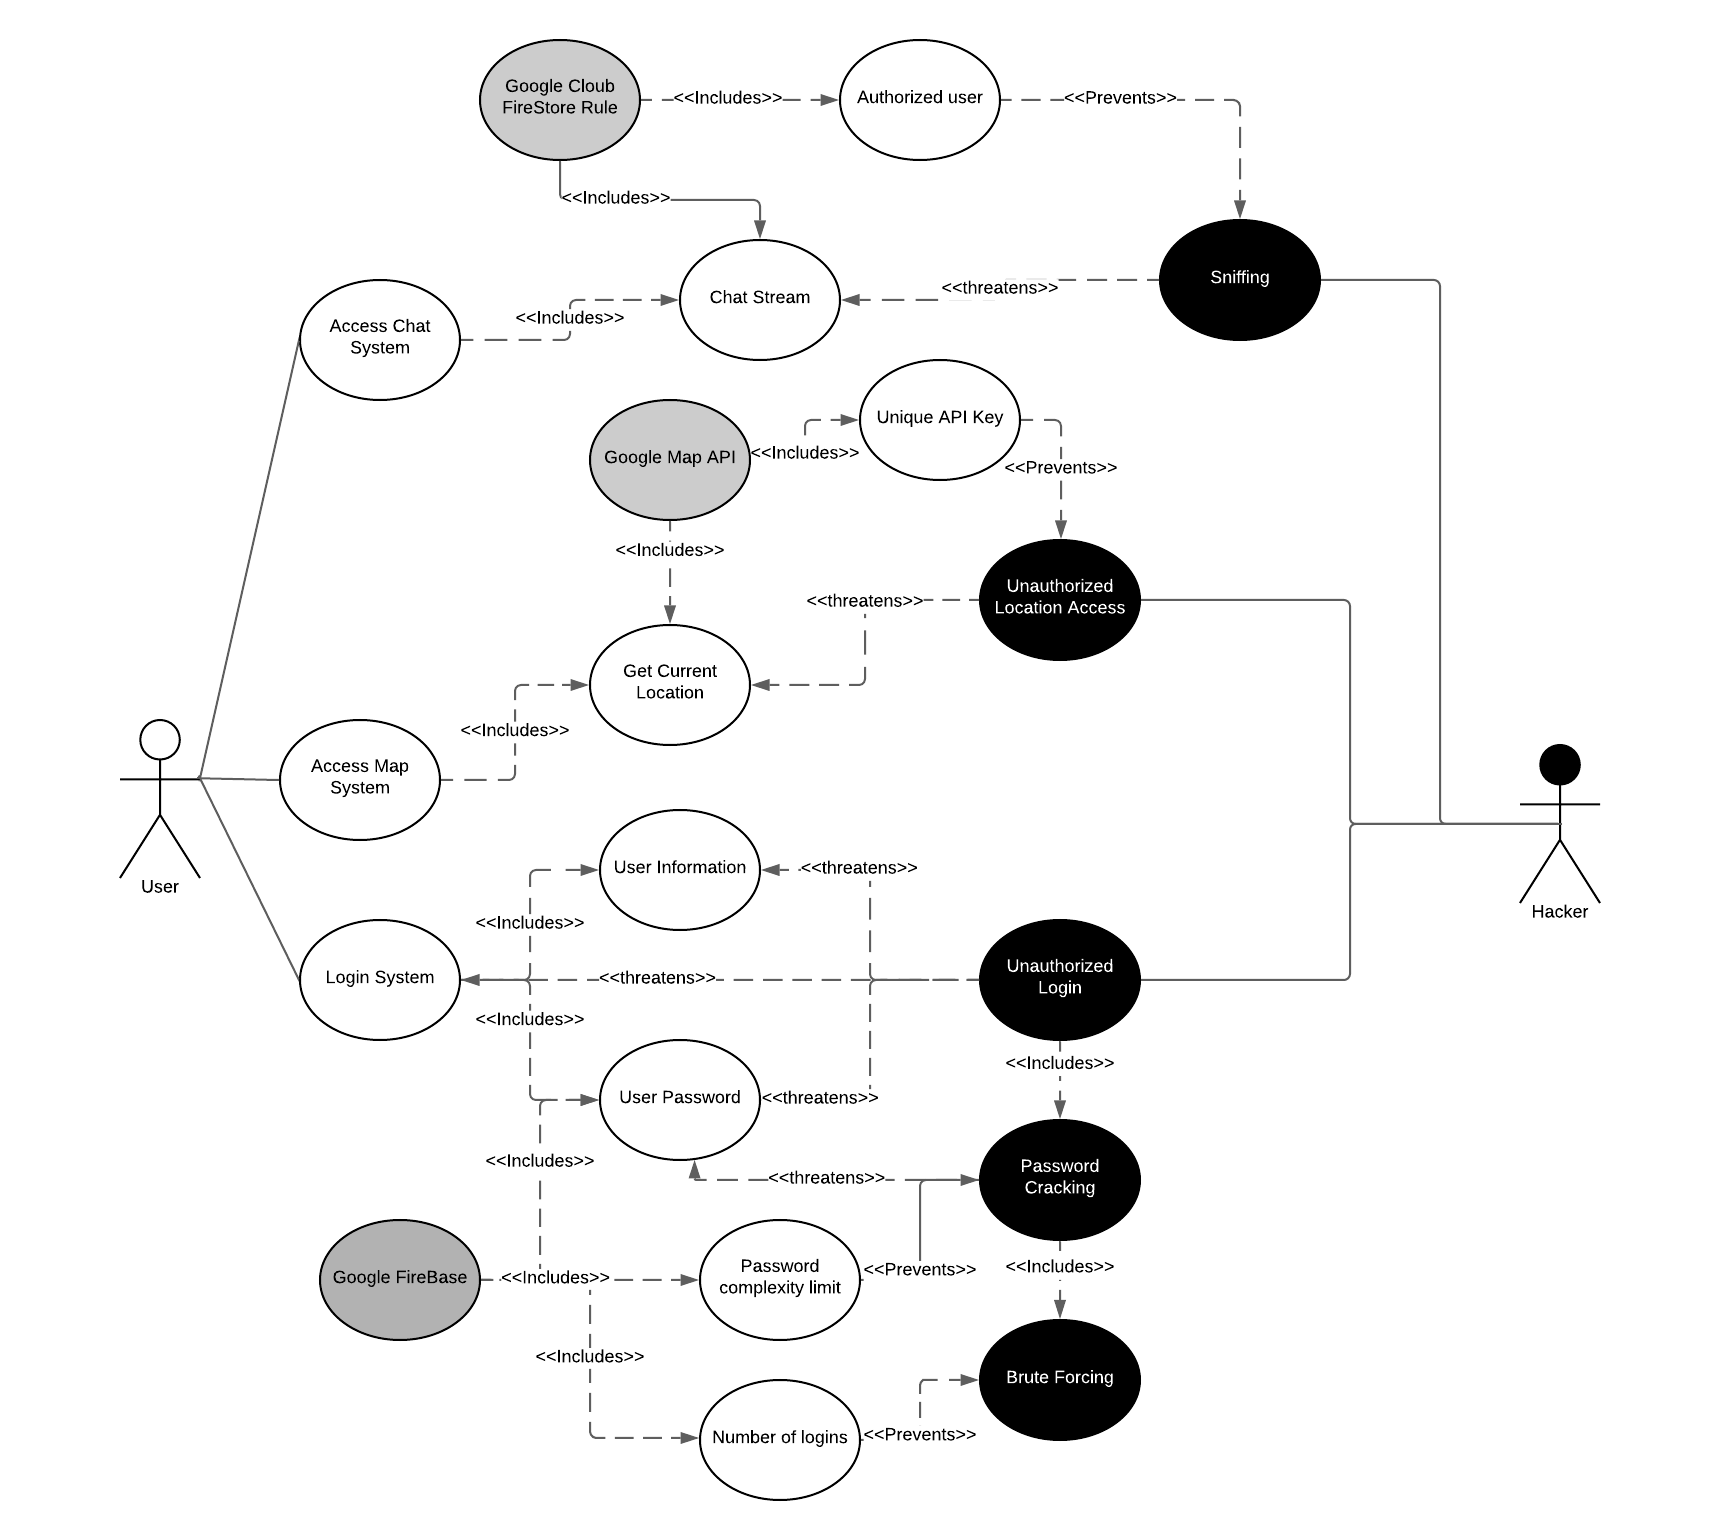 Google Cloub
FireStore Rule
<<Includes>>
Authorized user
<<Prevents>>
<<Includes>>
Sniffing
<<threatens>>
Chat Stream
<<Includes>>
Access Chat
System
Unique API Key
Google Map API
<<Includes>>
<<Prevents>>
<<Includes>>
Unauthorized
Location Access
<<threatens>>
Get Current
Location
<<Includes>>
Access Map
System
User
Hacker
User Information
<<threatens>>
<<Includes>>
Login System
<<threatens>>
Unauthorized
Login
<<Includes>>
<<Includes>>
User Password
<<threatens>>
<<Includes>>
Password
Cracking
<<threatens>>
Google FireBase
<<Includes>>
Password
complexity limit
<<Prevents>>
<<Includes>>
<<Includes>>
Brute Forcing
Number of logins
<<Prevents>>